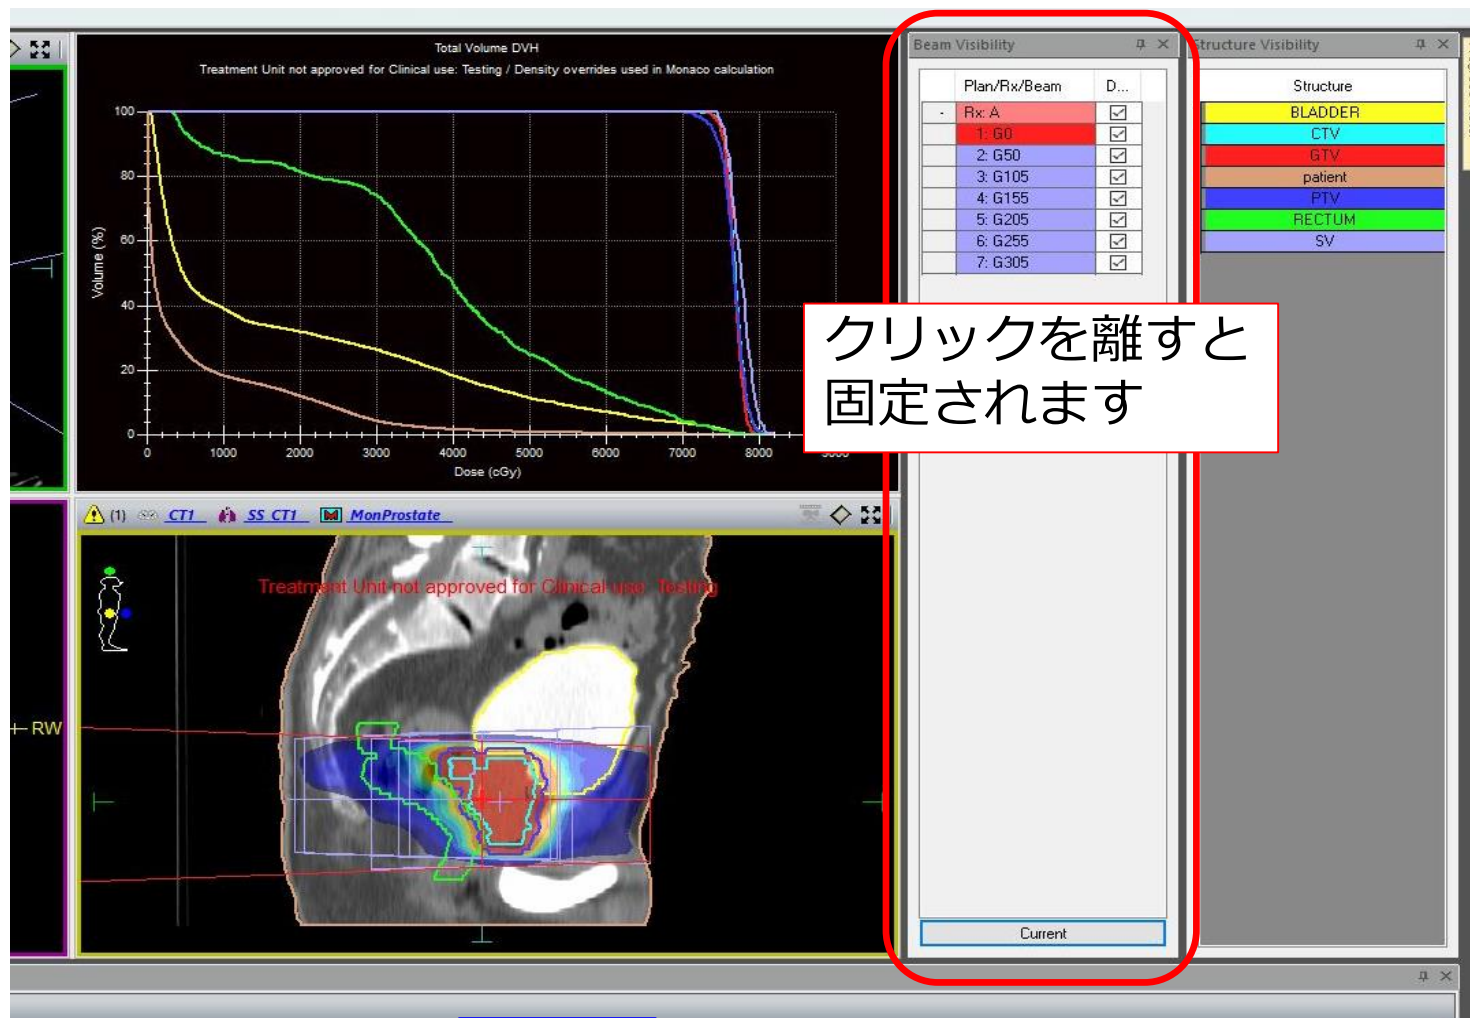 Total Volume DVH
Treatment Unit not approved for Clinical use: Testing / Density overrides used in Monaco calculation
100
80
60
40
20
0
Volume (%)
0 1000 2000 3000 4000 5000 6000 7000 8000
Dose (cGy)
Beam Visibility
Plan/Rx/Beam D...
- Rx: A
1: G0
2: G50
3: G105
4: G155
5: G205
6: G255
7: G305
Current
Structure Visibility
Structure
BLADDER
CTV
GTV
patient
PTV
RECTUM
SV
クリックを離すと
固定されます
(1) CT1 SS CT1 MonProstate
Treatment Unit not approved for Clinical use: Testing
RW